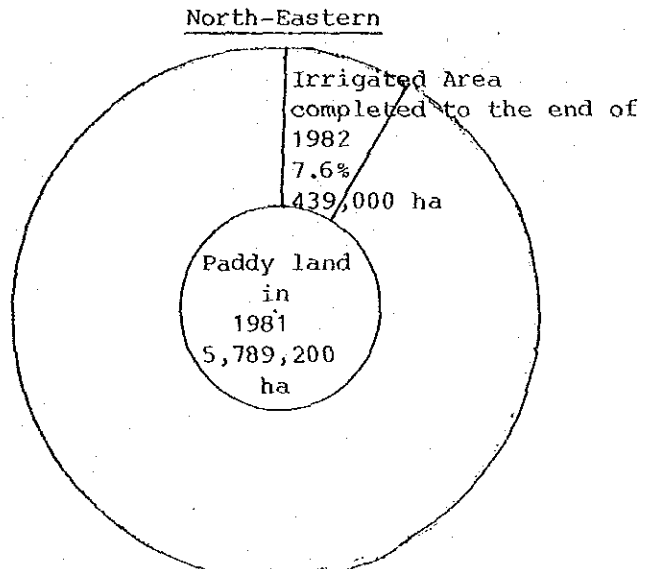 North-Eastern
Irrigated Area
completed to the end of
1982
7.6%
439,000 ha
Paddy land
in
1981
5,789,200
ha